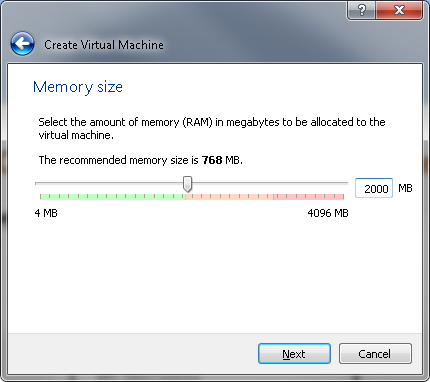 ?
Create Virtual Machine
Memory size
Select the amount of memory (RAM) in megabytes to be allocated to the
virtual machine.
The recommended memory size is 768 MB.
2000 MB
4 MB 4096 MB
Next Cancel